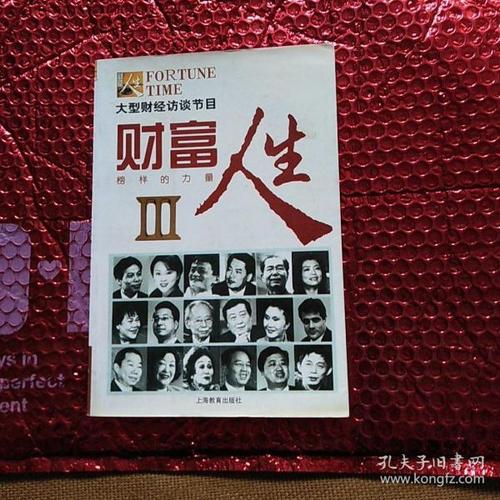 FORTUNE
TIME
大型财经访谈节目
财富人生
榜样的力量
III
上海教育出版社
ys in
perfect
ent
孔夫子旧书网
www.kongfz.com